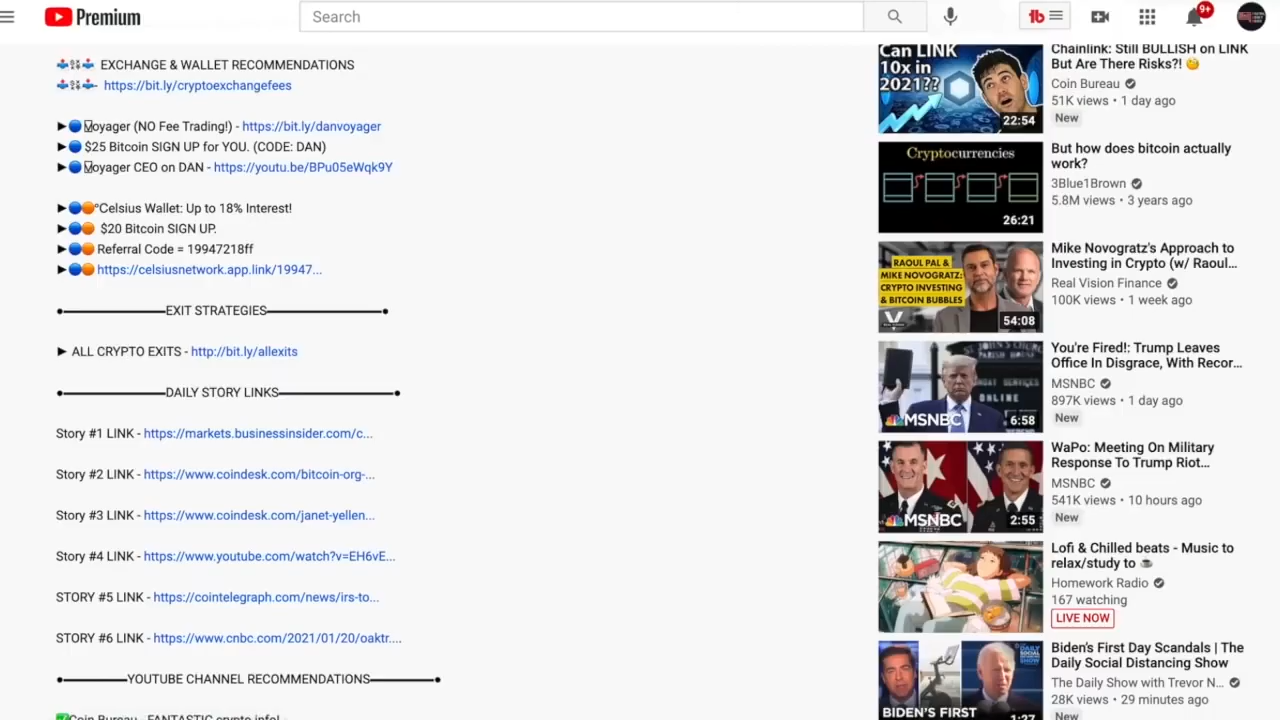 Premium
Search
9+
EXCHANGE & WALLET RECOMMENDATIONS
https://bit.ly/cryptoexchangefees
Voyager (NO Fee Trading!) - https://bit.ly/danvoyager
$25 Bitcoin SIGN UP for YOU. (CODE: DAN)
Voyager CEO on DAN - https://youtu.be/BPu05eWqk9Y
Celsius Wallet: Up to 18% Interest!
$20 Bitcoin SIGN UP.
Referral Code = 19947218ff
https://celsiusnetwork.app.link/19947...
EXIT STRATEGIES
ALL CRYPTO EXITS - http://bit.ly/allexits
DAILY STORY LINKS
Story #1 LINK - https://markets.businessinsider.com/c...
Story #2 LINK - https://www.coindesk.com/bitcoin-org-...
Story #3 LINK - https://www.coindesk.com/janet-yellen...
Story #4 LINK - https://www.youtube.com/watch?v=EH6vE...
STORY #5 LINK - https://cointelegraph.com/news/irs-to...
STORY #6 LINK - https://www.cnbc.com/2021/01/20/oaktr....
YOUTUBE CHANNEL RECOMMENDATIONS
Coin Bureau - FANTASTIC crypto info! -
Can LINK
10x in
2021??
22:54
Chainlink: Still BULLISH on LINK
But Are There Risks?!
Coin Bureau
51K views • 1 day ago
New
Cryptocurrencies
26:21
But how does bitcoin actually
work?
3Blue1Brown
5.8M views • 3 years ago
RAOUL PAL &
MIKE NOVOGRATZ:
CRYPTO INVESTING
& BITCOIN BUBBLES
54:08
Mike Novogratz's Approach to
Investing in Crypto (w/ Raoul...
Real Vision Finance
100K views • 1 week ago
PARISH HOUSE
ONLINE
MSNBC
6:58
You're Fired!: Trump Leaves
Office In Disgrace, With Recor...
MSNBC
897K views • 1 day ago
New
MSNBC
2:55
WaPo: Meeting On Military
Response To Trump Riot...
MSNBC
541K views • 10 hours ago
New
Lofi & Chilled beats - Music to
relax/study to
Homework Radio
167 watching
LIVE NOW
BIDEN'S FIRST
1:27
Biden's First Day Scandals | The
Daily Social Distancing Show
The Daily Show with Trevor N...
28K views • 29 minutes ago
New